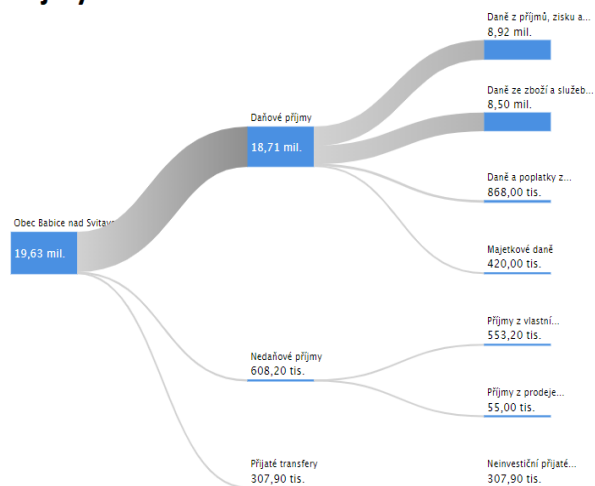 Daně z příjmů, zisku a...
8,92 mil.
Daně ze zboží a služeb...
8,50 mil.
Daňové příjmy
18,71 mil.
Daně a poplatky z...
868,00 tis.
Obec Babice nad
19,63 mil.
Majetkové daně
420,00 tis.
Příjmy z vlastní...
553,20 tis.
Nedaňové příjmy
608,20 tis.
Příjmy z prodeje...
55,00 tis.
Přijaté transfery
307,90 tis.
Neinvestiční přijaté...
307,90 tis.